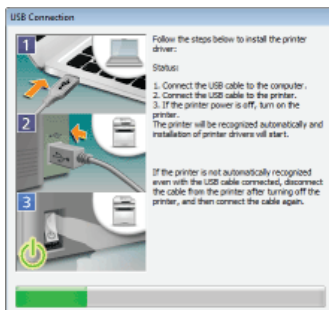 USB Connection
1
Follow the steps below to install the printer
driver:
Status:
1. Connect the USB cable to the computer.
2. Connect the USB cable to the printer.
3. If the printer power is off, turn on the
printer.
The printer will be recognized automatically and
installation of printer drivers will start.
2
If the printer is not automatically recognized
even with the USB cable connected, disconnect
the cable from the printer after turning off the
printer, and then connect the cable again.
3